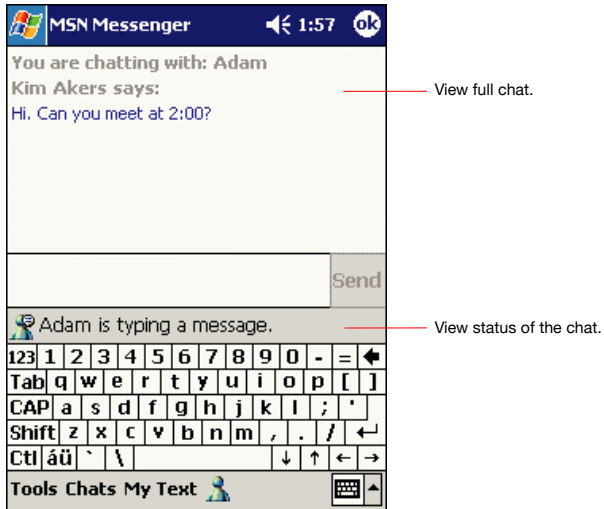 MSN Messenger 1:57 ok
You are chatting with: Adam
Kim Akers says:
Hi. Can you meet at 2:00?
View full chat.
Send
Adam is typing a message.
View status of the chat.
123 1 2 3 4 5 6 7 8 9 0 - = 🡄
Tab q w e r t y u i o p [ ]
CAP a s d f g h j k l ; '
Shift z x c v b n m , . / ↵
Ctl áü ` \ ↓ ↑ ← →
Tools Chats My Text